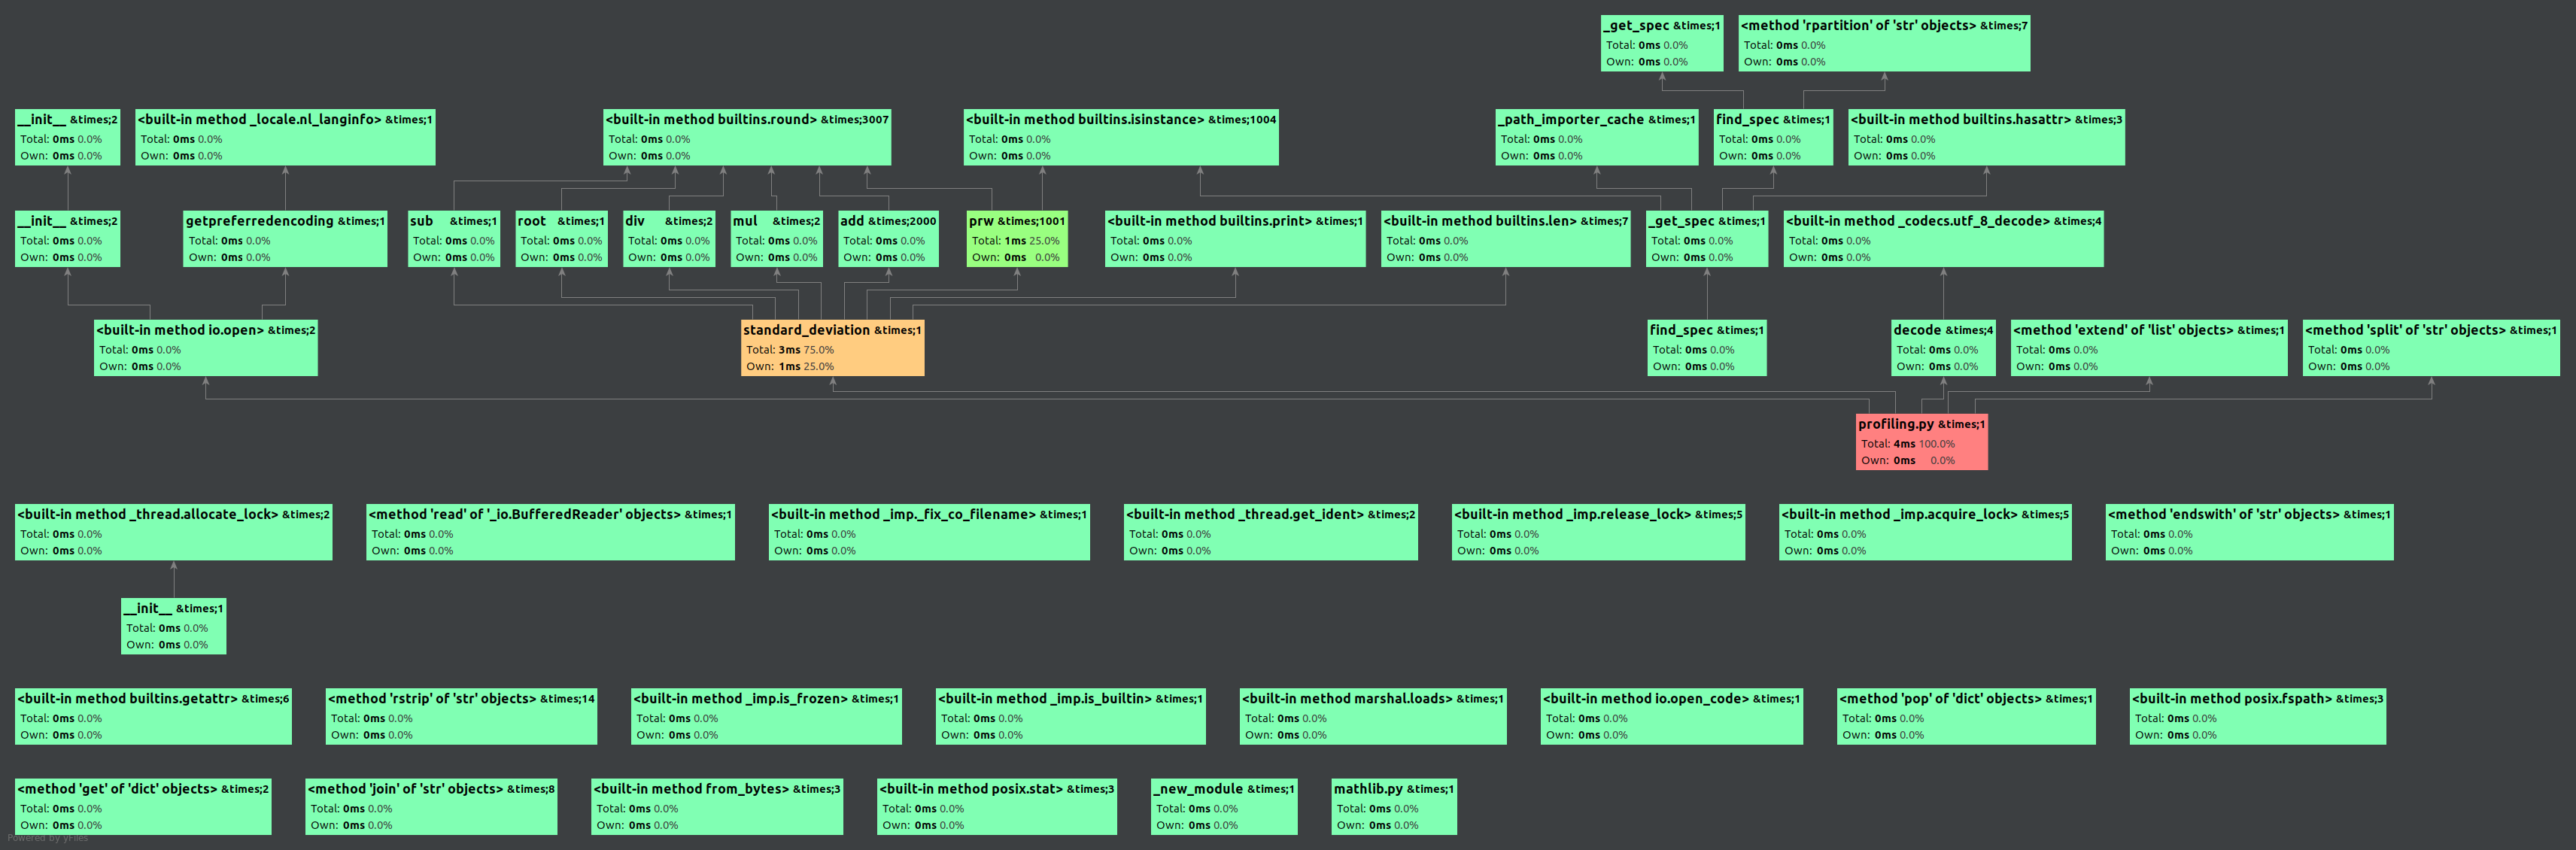 _get_spec &times;1
Total: 0ms 0.0%
Own: 0ms 0.0%
<method 'rpartition' of 'str' objects> &times;7
Total: 0ms 0.0%
Own: 0ms 0.0%
__init__ &times;2
Total: 0ms 0.0%
Own: 0ms 0.0%
<built-in method _locale.nl_langinfo> &times;1
Total: 0ms 0.0%
Own: 0ms 0.0%
<built-in method builtins.round> &times;3007
Total: 0ms 0.0%
Own: 0ms 0.0%
<built-in method builtins.isinstance> &times;1004
Total: 0ms 0.0%
Own: 0ms 0.0%
_path_importer_cache &times;1
Total: 0ms 0.0%
Own: 0ms 0.0%
find_spec &times;1
Total: 0ms 0.0%
Own: 0ms 0.0%
<built-in method builtins.hasattr> &times;3
Total: 0ms 0.0%
Own: 0ms 0.0%
__init__ &times;2
Total: 0ms 0.0%
Own: 0ms 0.0%
getpreferredencoding &times;1
Total: 0ms 0.0%
Own: 0ms 0.0%
sub &times;1
Total: 0ms 0.0%
Own: 0ms 0.0%
root &times;1
Total: 0ms 0.0%
Own: 0ms 0.0%
div &times;2
Total: 0ms 0.0%
Own: 0ms 0.0%
mul &times;2
Total: 0ms 0.0%
Own: 0ms 0.0%
add &times;2000
Total: 0ms 0.0%
Own: 0ms 0.0%
prw &times;1001
Total: 1ms 25.0%
Own: 0ms 0.0%
<built-in method builtins.print> &times;1
Total: 0ms 0.0%
Own: 0ms 0.0%
<built-in method builtins.len> &times;7
Total: 0ms 0.0%
Own: 0ms 0.0%
_get_spec &times;1
Total: 0ms 0.0%
Own: 0ms 0.0%
<built-in method _codecs.utf_8_decode> &times;4
Total: 0ms 0.0%
Own: 0ms 0.0%
<built-in method io.open> &times;2
Total: 0ms 0.0%
Own: 0ms 0.0%
standard_deviation &times;1
Total: 3ms 75.0%
Own: 1ms 25.0%
find_spec &times;1
Total: 0ms 0.0%
Own: 0ms 0.0%
decode &times;4
Total: 0ms 0.0%
Own: 0ms 0.0%
<method 'extend' of 'list' objects> &times;1
Total: 0ms 0.0%
Own: 0ms 0.0%
<method 'split' of 'str' objects> &times;1
Total: 0ms 0.0%
Own: 0ms 0.0%
profiling.py &times;1
Total: 4ms 100.0%
Own: 0ms 0.0%
<built-in method _thread.allocate_lock> &times;2
Total: 0ms 0.0%
Own: 0ms 0.0%
<method 'read' of '_io.BufferedReader' objects> &times;1
Total: 0ms 0.0%
Own: 0ms 0.0%
<built-in method _imp._fix_co_filename> &times;1
Total: 0ms 0.0%
Own: 0ms 0.0%
<built-in method _thread.get_ident> &times;2
Total: 0ms 0.0%
Own: 0ms 0.0%
<built-in method _imp.release_lock> &times;5
Total: 0ms 0.0%
Own: 0ms 0.0%
<built-in method _imp.acquire_lock> &times;5
Total: 0ms 0.0%
Own: 0ms 0.0%
<method 'endswith' of 'str' objects> &times;1
Total: 0ms 0.0%
Own: 0ms 0.0%
__init__ &times;1
Total: 0ms 0.0%
Own: 0ms 0.0%
<built-in method builtins.getattr> &times;6
Total: 0ms 0.0%
Own: 0ms 0.0%
<method 'rstrip' of 'str' objects> &times;14
Total: 0ms 0.0%
Own: 0ms 0.0%
<built-in method _imp.is_frozen> &times;1
Total: 0ms 0.0%
Own: 0ms 0.0%
<built-in method _imp.is_builtin> &times;1
Total: 0ms 0.0%
Own: 0ms 0.0%
<built-in method marshal.loads> &times;1
Total: 0ms 0.0%
Own: 0ms 0.0%
<built-in method io.open_code> &times;1
Total: 0ms 0.0%
Own: 0ms 0.0%
<method 'pop' of 'dict' objects> &times;1
Total: 0ms 0.0%
Own: 0ms 0.0%
<built-in method posix.fspath> &times;3
Total: 0ms 0.0%
Own: 0ms 0.0%
<method 'get' of 'dict' objects> &times;2
Total: 0ms 0.0%
Own: 0ms 0.0%
<method 'join' of 'str' objects> &times;8
Total: 0ms 0.0%
Own: 0ms 0.0%
<built-in method from_bytes> &times;3
Total: 0ms 0.0%
Own: 0ms 0.0%
<built-in method posix.stat> &times;3
Total: 0ms 0.0%
Own: 0ms 0.0%
_new_module &times;1
Total: 0ms 0.0%
Own: 0ms 0.0%
mathlib.py &times;1
Total: 0ms 0.0%
Own: 0ms 0.0%
Powered by yFiles